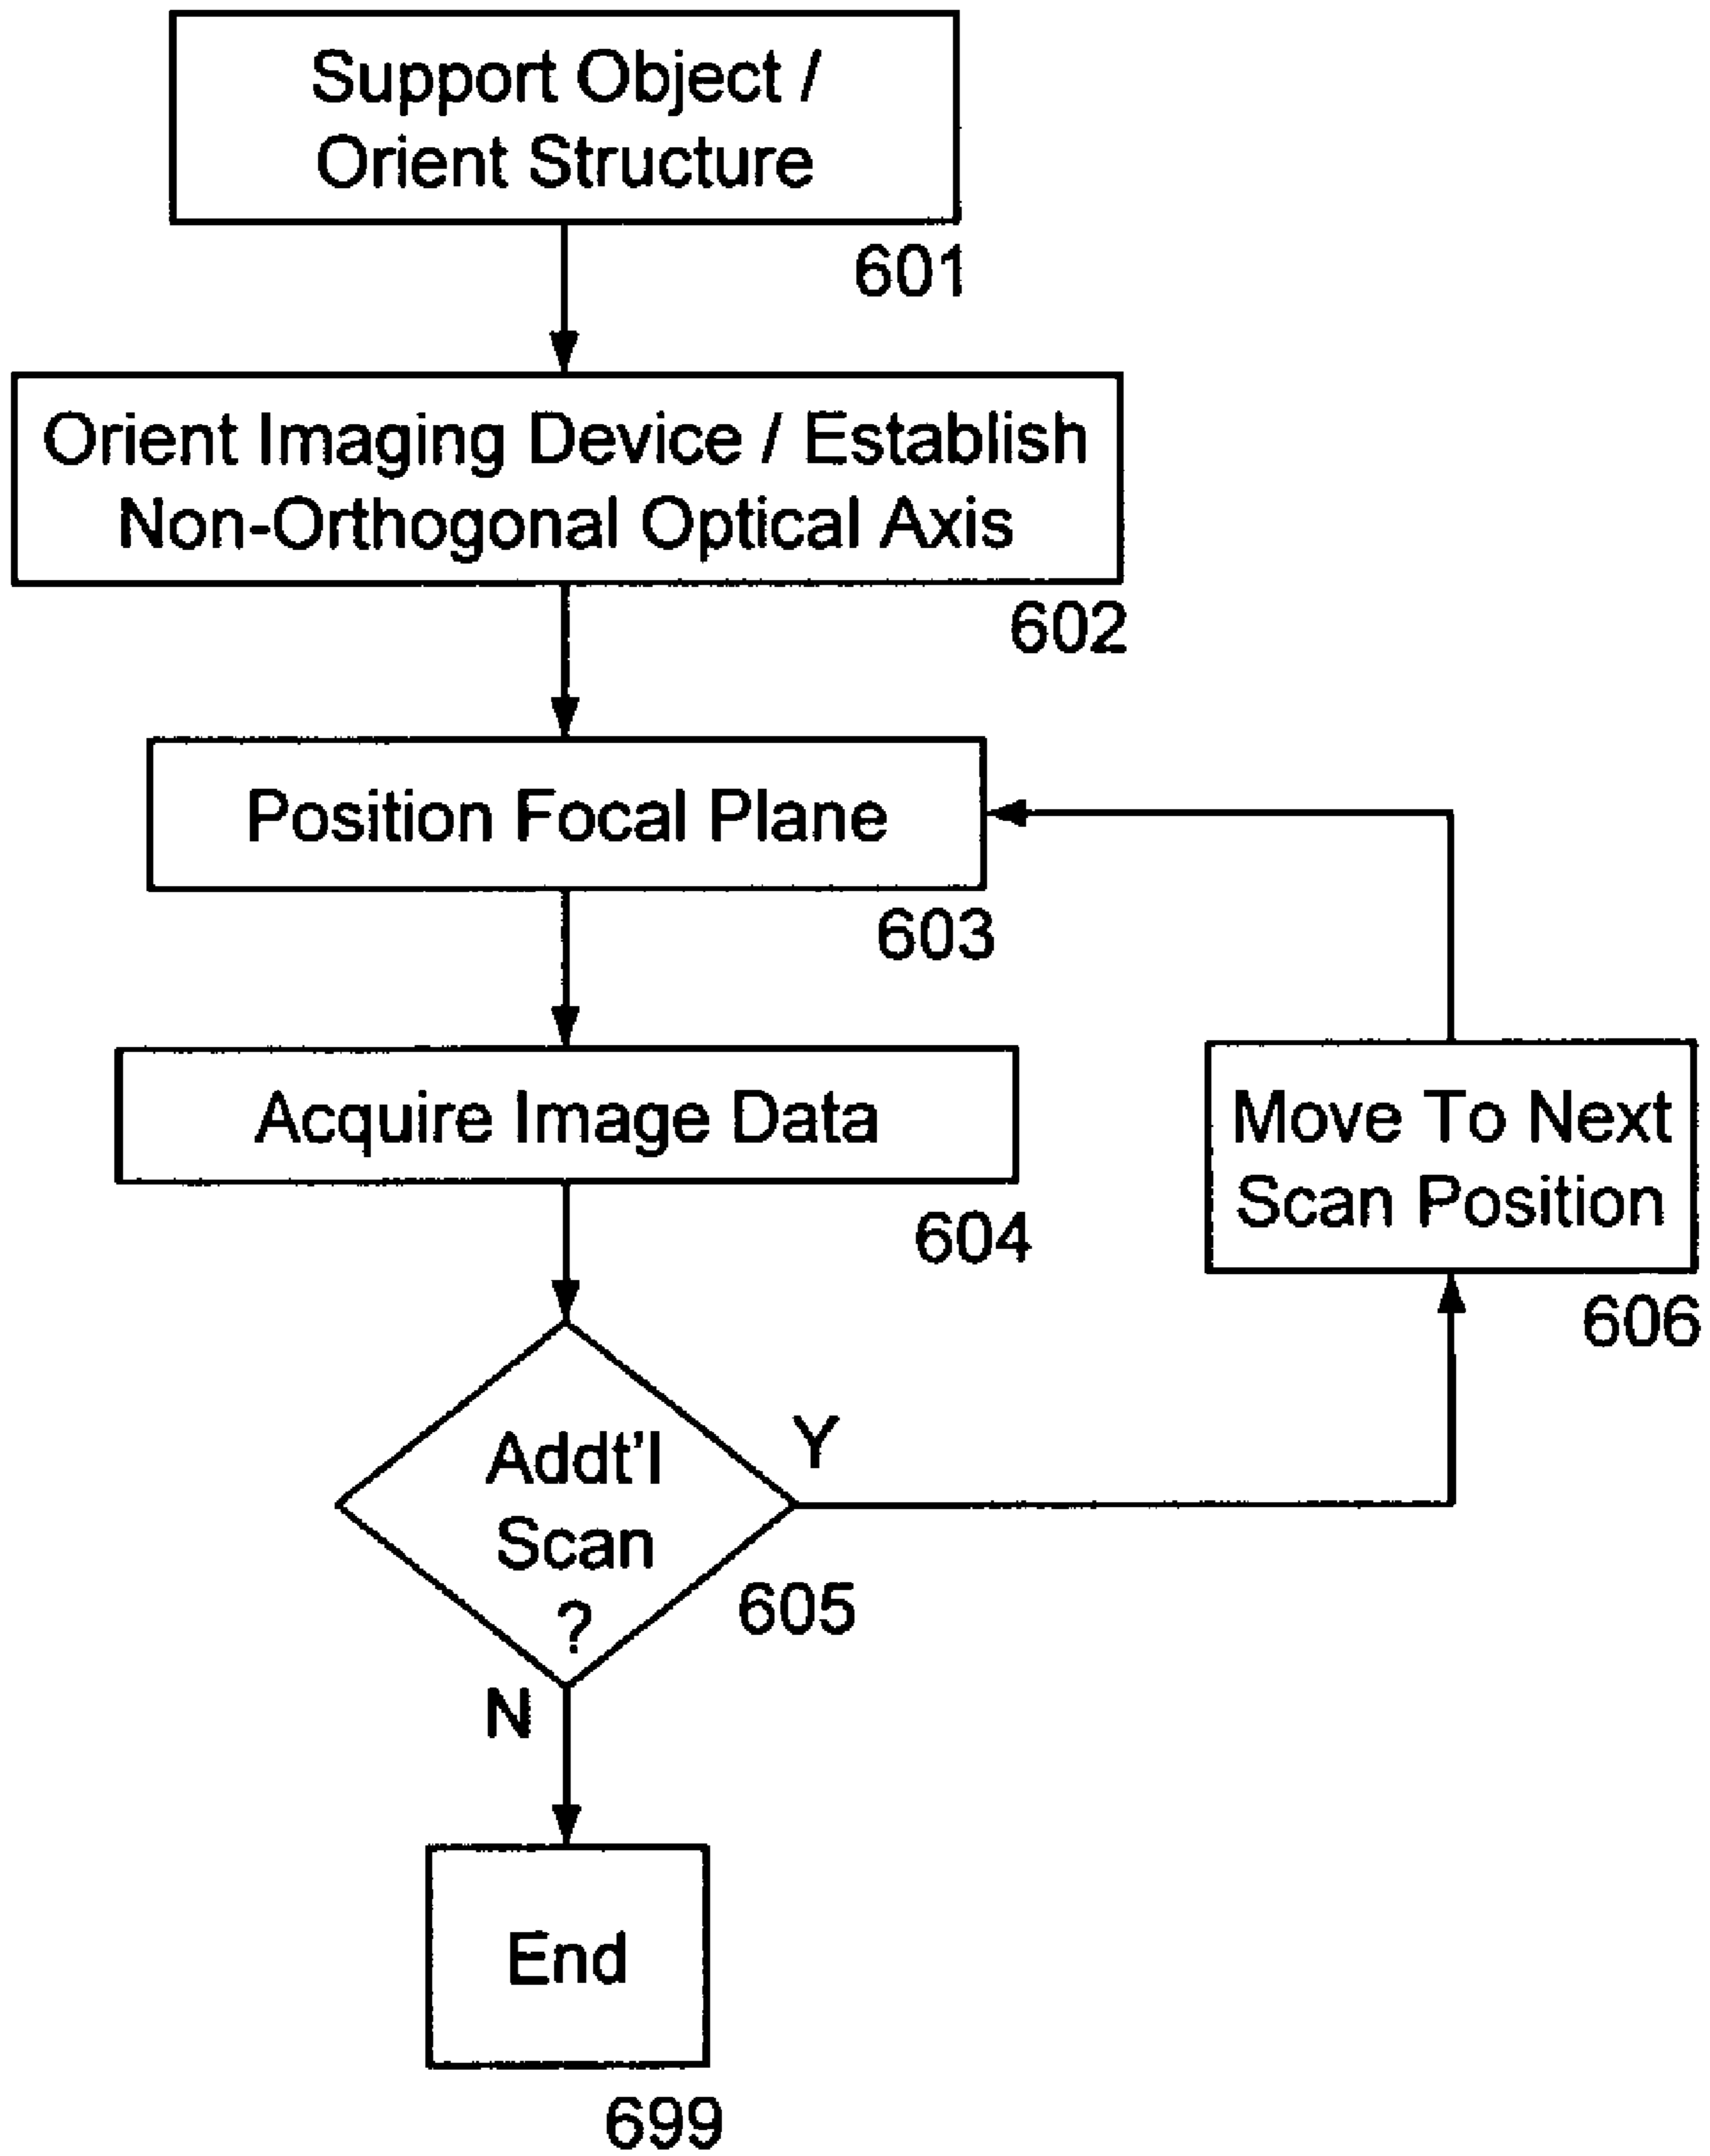 Support Object /
Orient Structure
601
Orient Imaging Device / Establish
Non-Orthogonal Optical Axis
602
Position Focal Plane
603
Acquire Image Data
604
Move To Next
Scan Position
606
Addt'l
Scan
?
Y
605
N
End
699